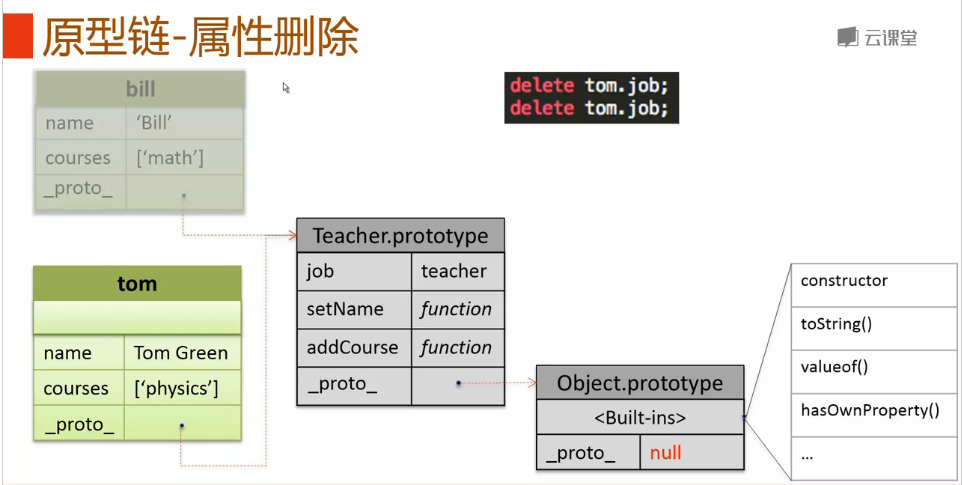 原型链-属性删除
云课堂
delete tom.job;
delete tom.job;
bill
name ‘Bill’
courses [‘math’]
_proto_
tom
name Tom Green
courses [‘physics’]
_proto_
Teacher.prototype
job teacher
setName function
addCourse function
_proto_
Object.prototype
<Built-ins>
_proto_ null
constructor
toString()
valueof()
hasOwnProperty()
...